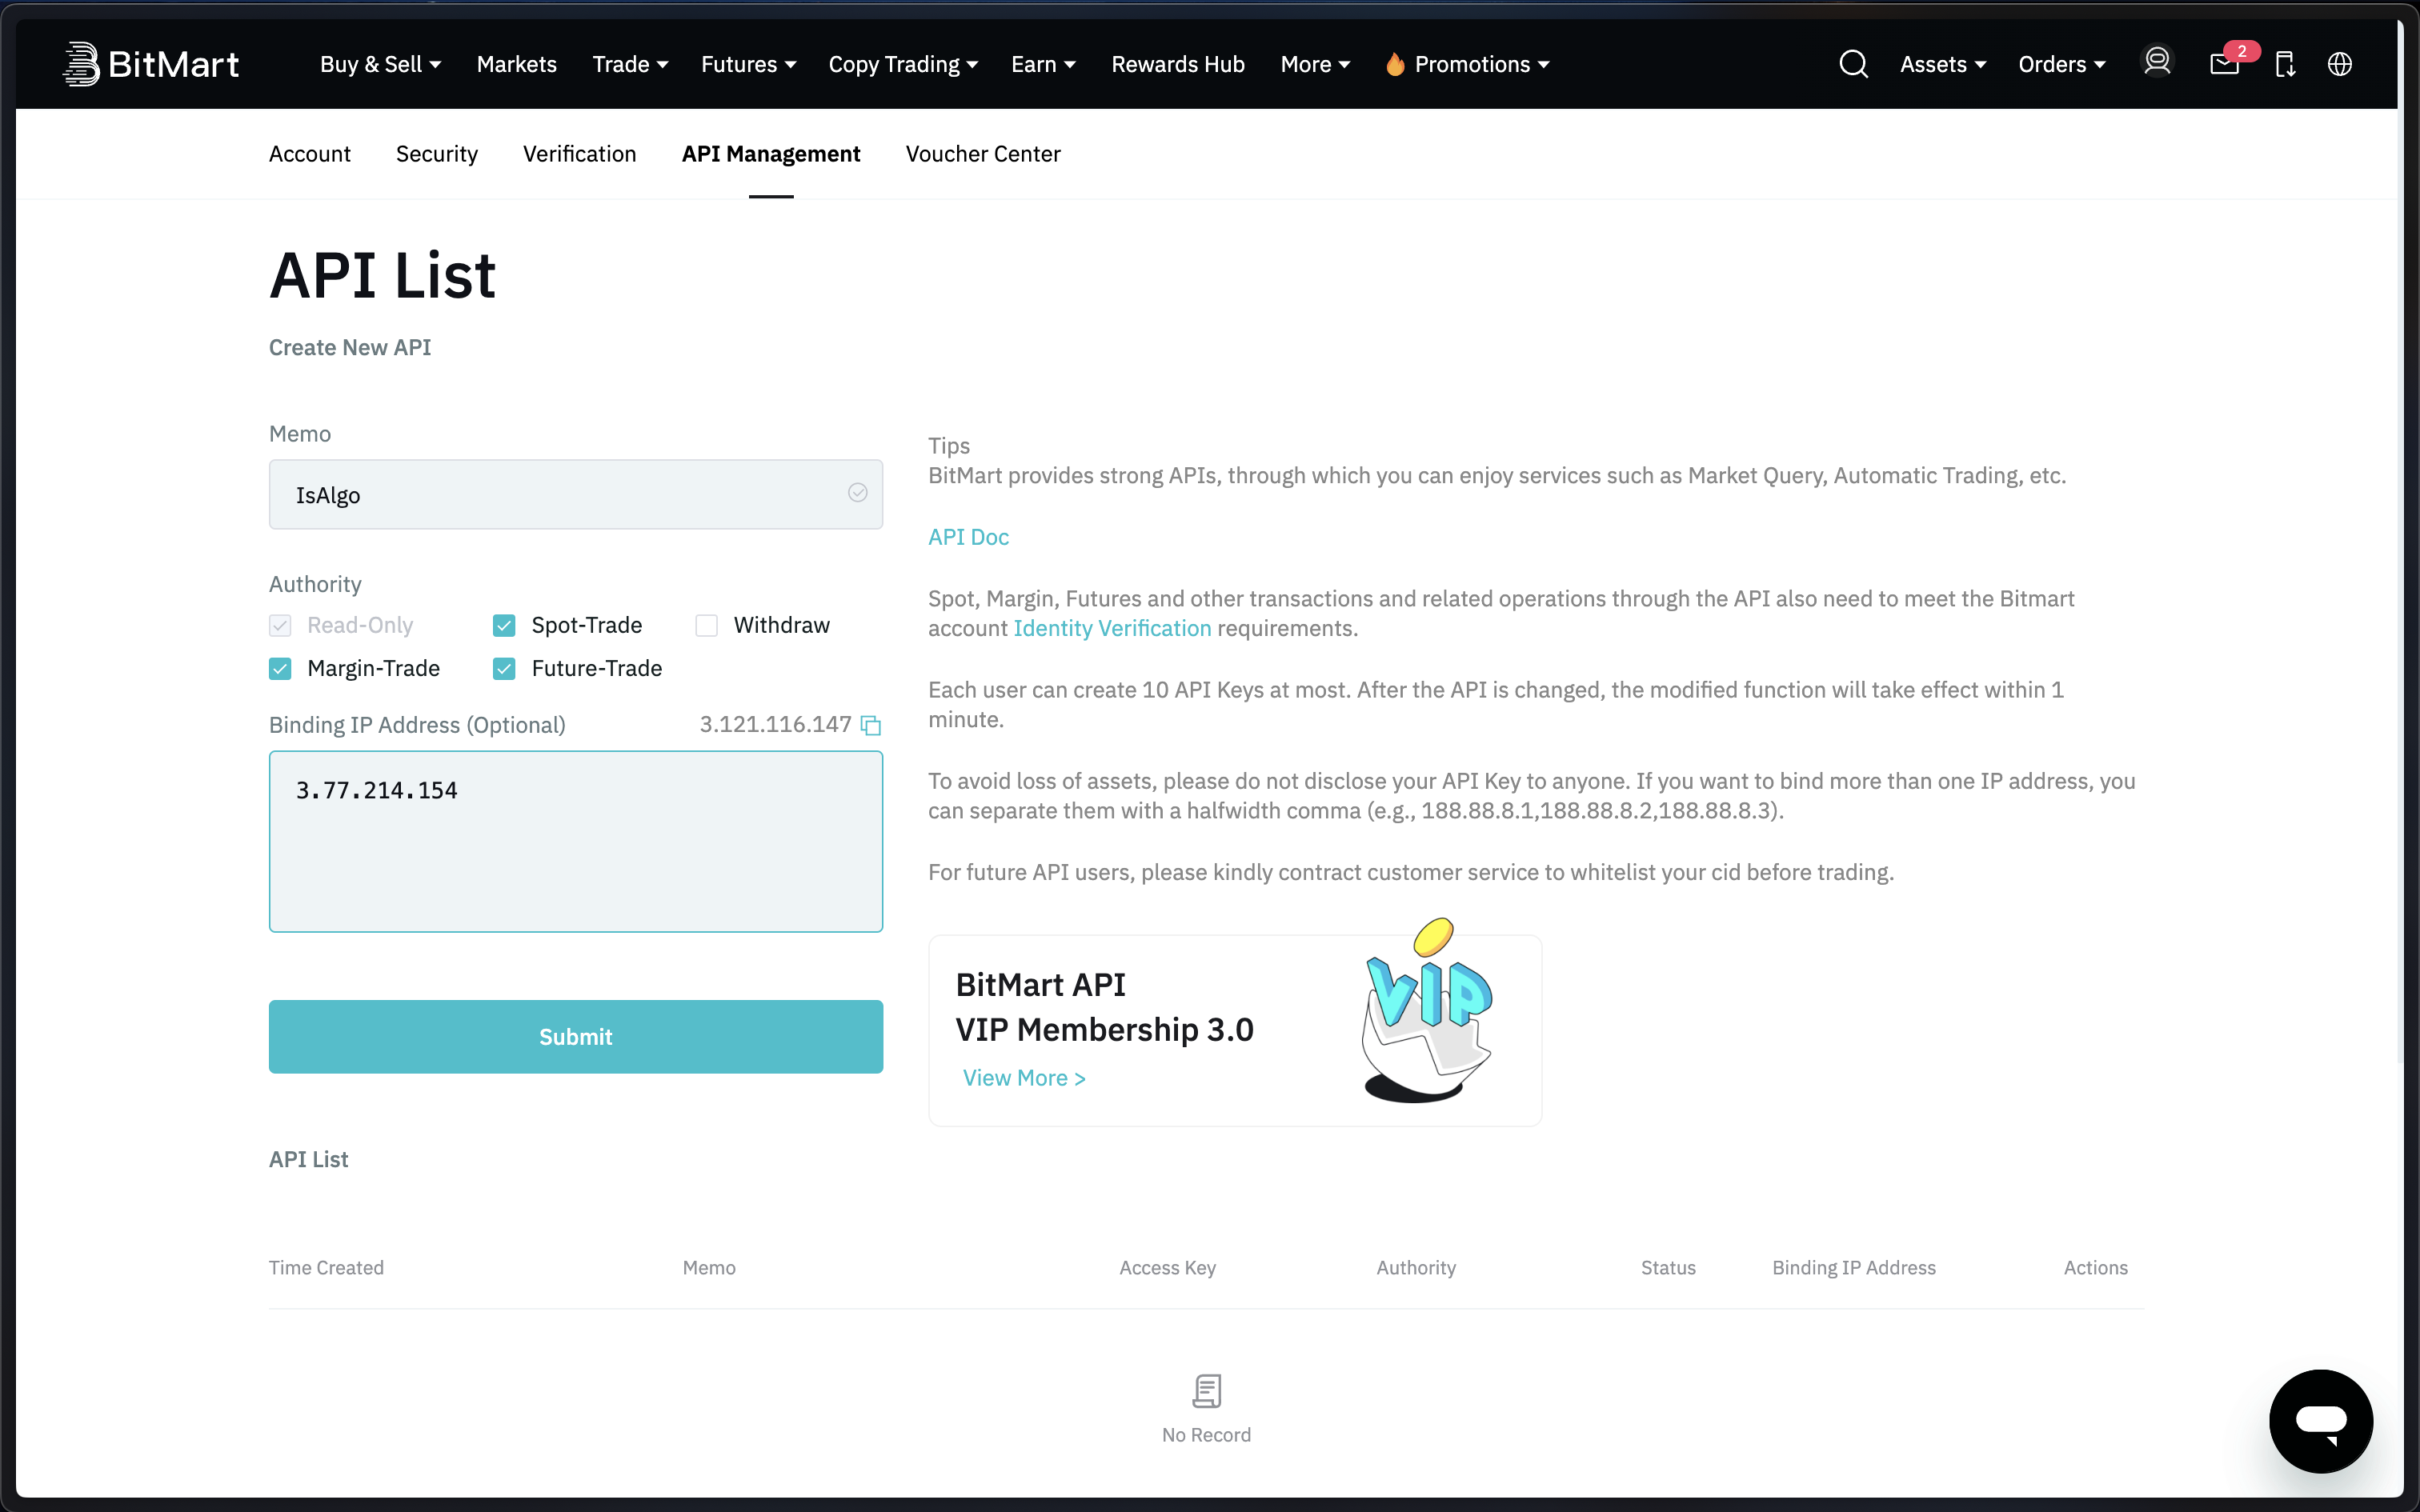 BitMart Buy & Sell Markets Trade Futures Copy Trading Earn Rewards Hub More Promotions Assets Orders 2
Account Security Verification API Management Voucher Center
API List
Create New API
Memo
IsAlgo
Authority
Read-Only Spot-Trade Withdraw
Margin-Trade Future-Trade
Binding IP Address (Optional) 3.121.116.147
3.77.214.154
Submit
Tips
BitMart provides strong APIs, through which you can enjoy services such as Market Query, Automatic Trading, etc.
API Doc
Spot, Margin, Futures and other transactions and related operations through the API also need to meet the Bitmart
account Identity Verification requirements.
Each user can create 10 API Keys at most. After the API is changed, the modified function will take effect within 1
minute.
To avoid loss of assets, please do not disclose your API Key to anyone. If you want to bind more than one IP address, you
can separate them with a halfwidth comma (e.g., 188.88.8.1,188.88.8.2,188.88.8.3).
For future API users, please kindly contract customer service to whitelist your cid before trading.
BitMart API
VIP Membership 3.0
View More >
VIP
API List
Time Created Memo Access Key Authority Status Binding IP Address Actions
No Record